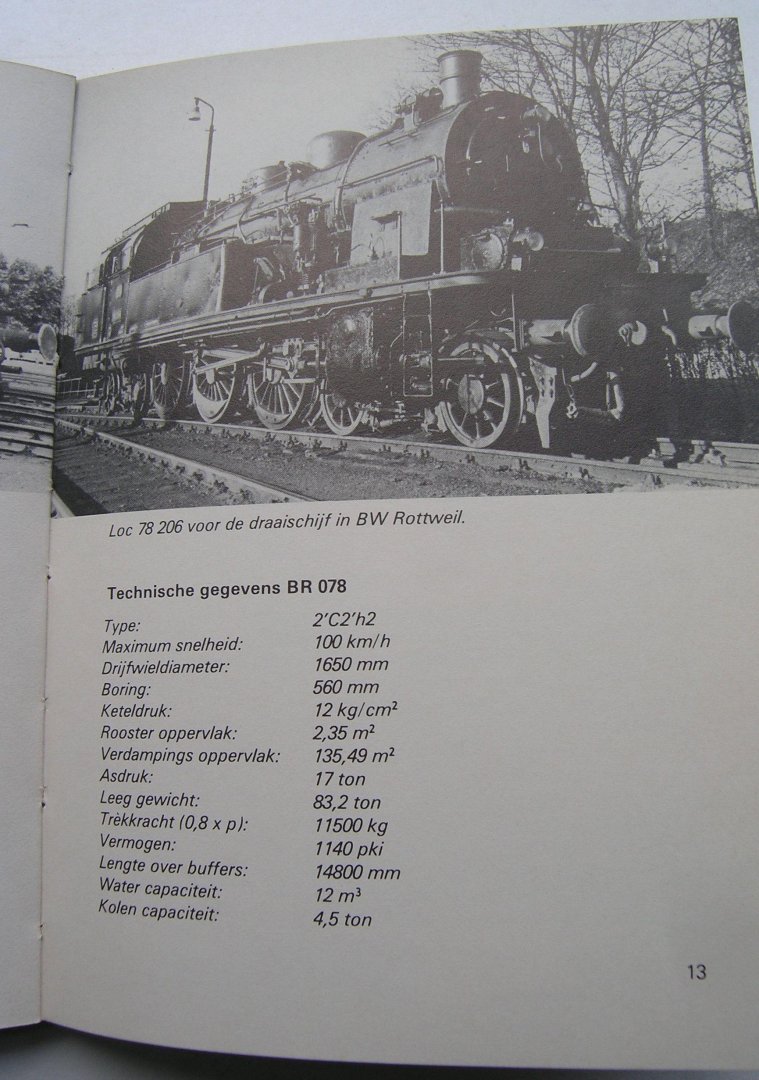 Loc 78 206 voor de draaischijf in BW Rottweil.
Technische gegevens BR 078
Type: 2'C2'h2
Maximum snelheid: 100 km/h
Drijfwieldiameter: 1650 mm
Boring: 560 mm
Keteldruk: 12 kg/cm²
Rooster oppervlak: 2,35 m²
Verdampings oppervlak: 135,49 m²
Asdruk: 17 ton
Leeg gewicht: 83,2 ton
Trèkkracht (0,8 x p): 11500 kg
Vermogen: 1140 pki
Lengte over buffers: 14800 mm
Water capaciteit: 12 m³
Kolen capaciteit: 4,5 ton
13